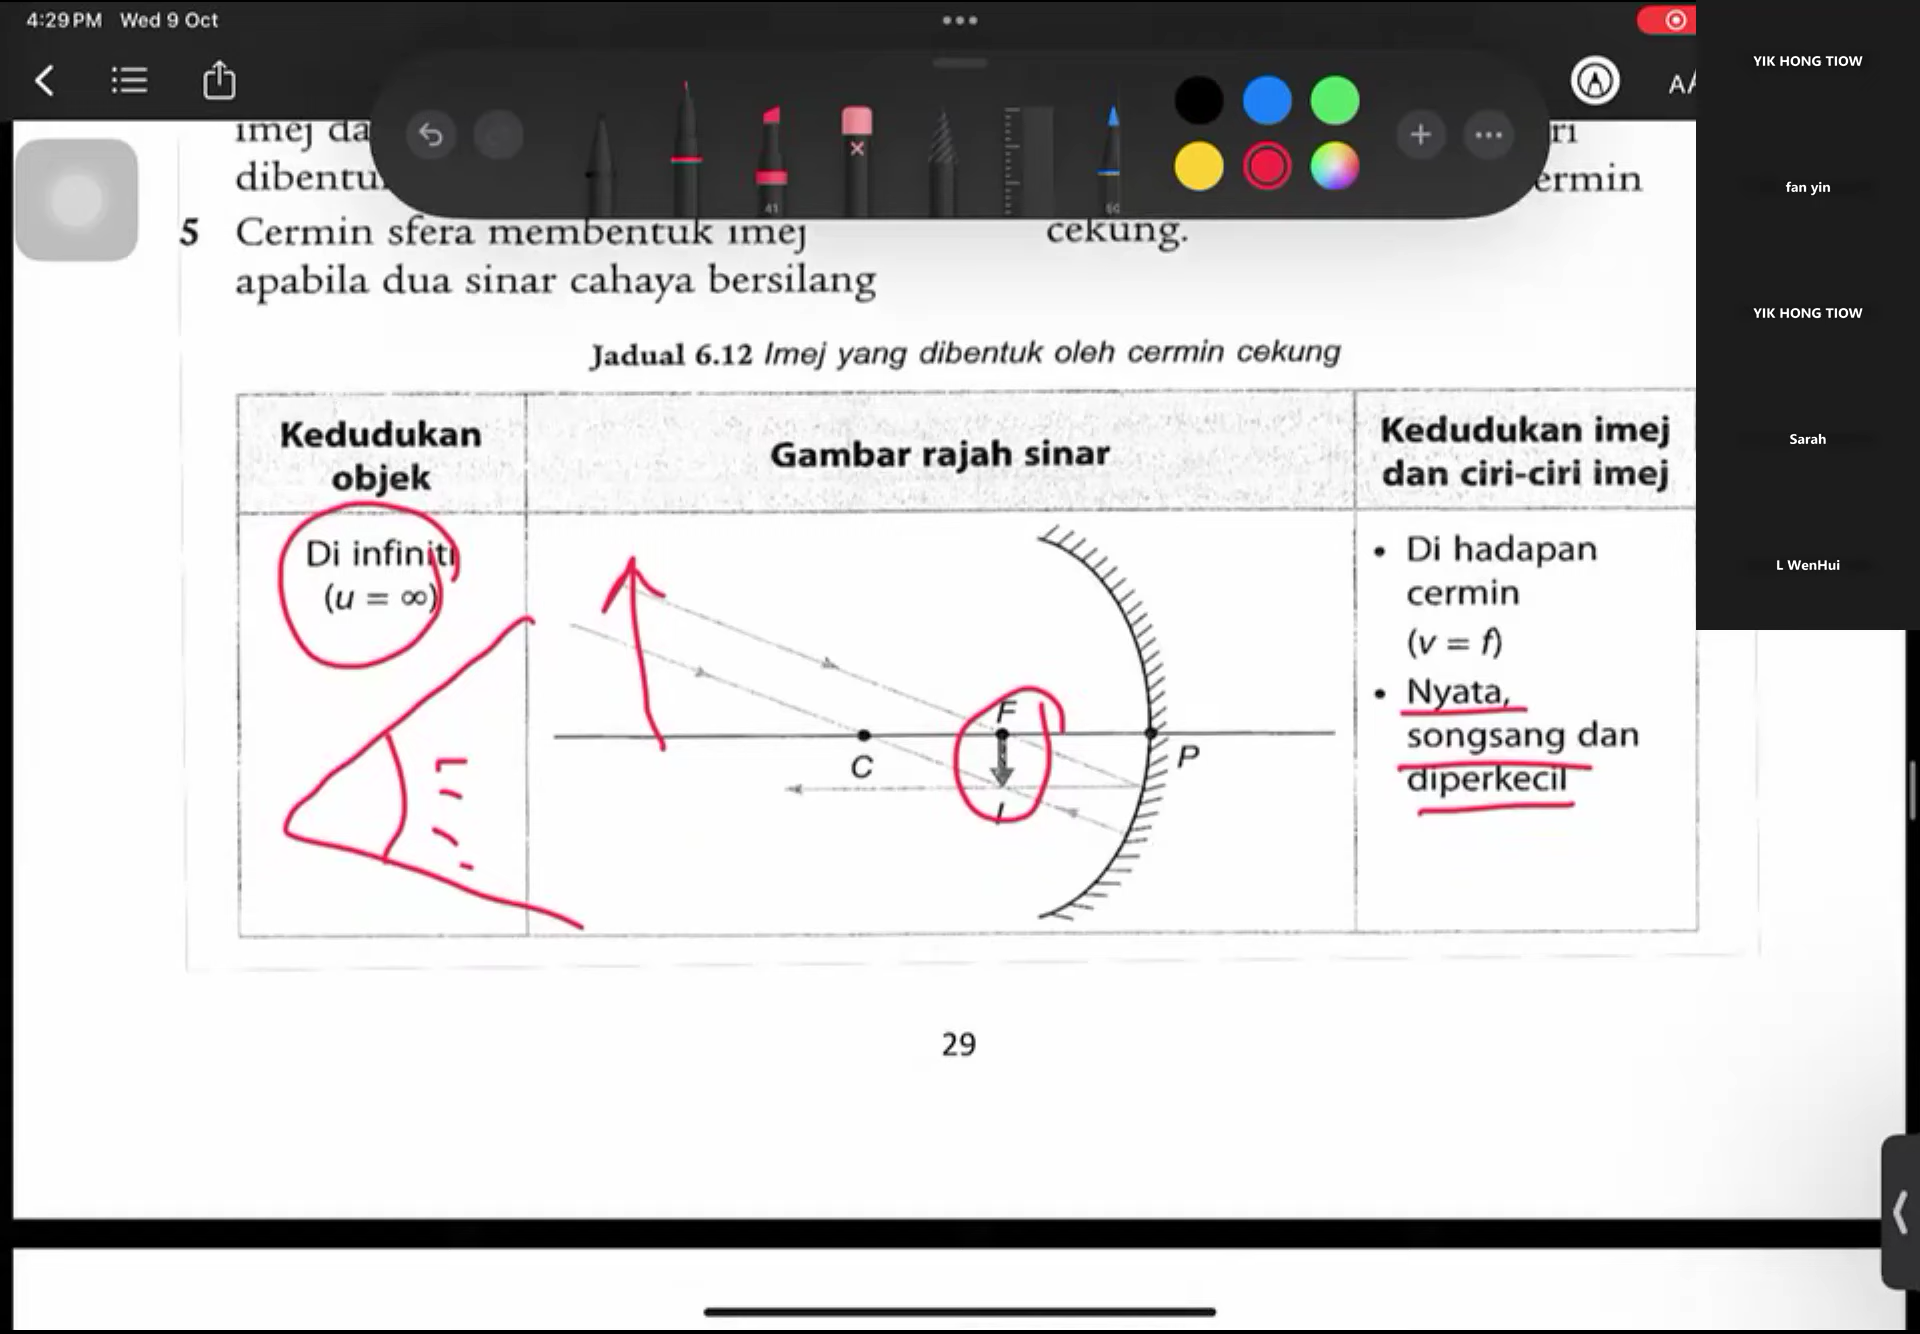 4:29 PM Wed 9 Oct
YIK HONG TIOW
fan yin
YIK HONG TIOW
Sarah
L WenHui
41
imej
5 Cermin sfera membentuk imej
apabila dua sinar cahaya bersilang
cermin
cekung.
Jadual 6.12 Imej yang dibentuk oleh cermin cekung
Kedudukan
objek
Gambar rajah sinar
Kedudukan imej
dan ciri-ciri imej
Di infiniti
(u = ∞)
F
C
I
P
• Di hadapan
cermin
(v = f)
• Nyata,
songsang dan
diperkecil
29